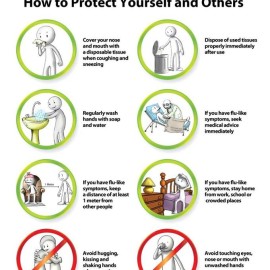 How to Protect Yourself and Others
Cover your nose
and mouth with
a disposable tissue
when coughing and
sneezing
Dispose of used tissues
properly immediately
after use
Regularly wash
hands with soap
and water
If you have flu-like
symptoms, seek
medical advice
immediately
If you have flu-like
symptoms, keep
a distance of at least
1 meter from
other people
If you have flu-like
symptoms, stay home
from work, school or
crowded places
Avoid hugging,
kissing and
shaking hands
Avoid touching eyes,
nose or mouth with
unwashed hands